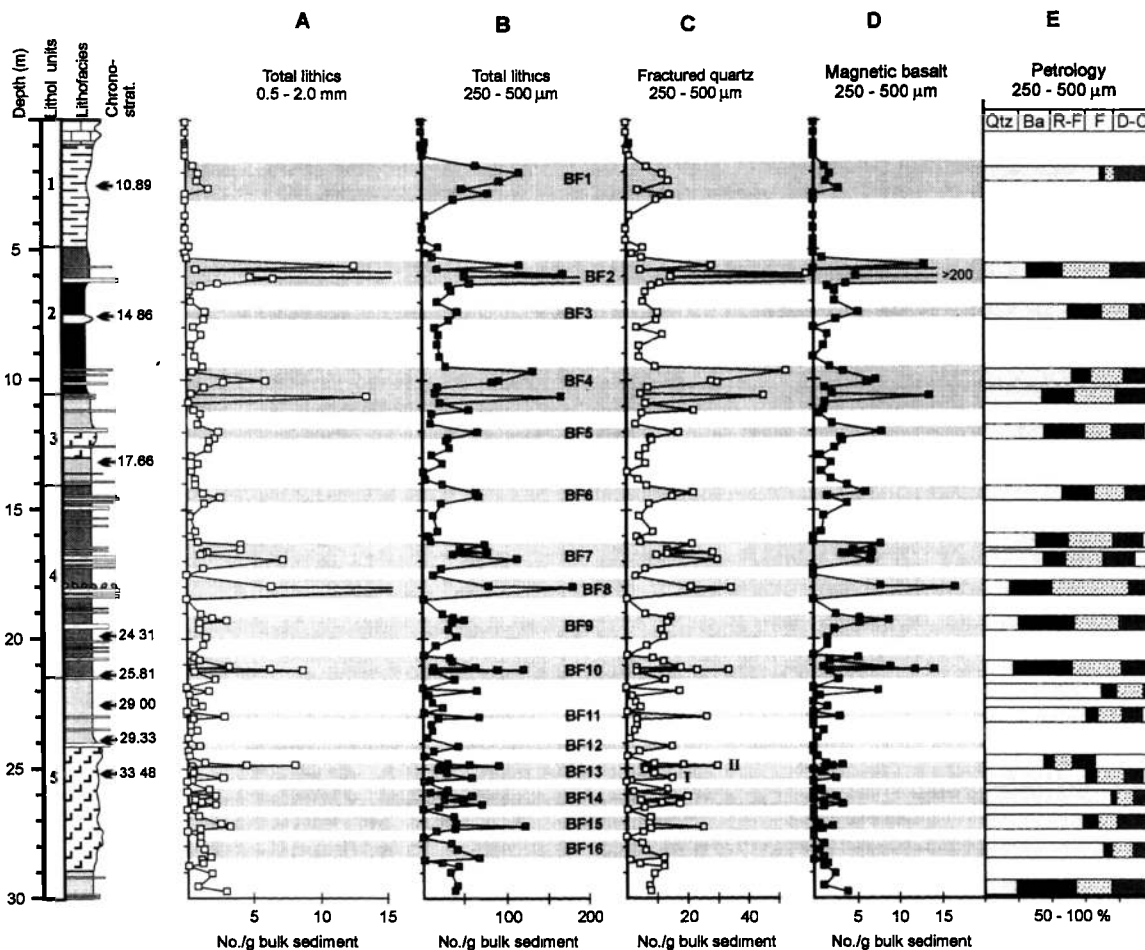 A B C D E
Depth (m)
Lithol units
Lithofacies
Chrono-
strat.
Total lithics
0.5 - 2.0 mm
Total lithics
250 - 500 µm
Fractured quartz
250 - 500 µm
Magnetic basalt
250 - 500 µm
Petrology
250 - 500 µm
Qtz Ba R-F F D-C
1
10.89
BF1
5
BF2
>200
2
14 86
BF3
10
BF4
3
BF5
17.66
BF6
15
BF7
4
BF8
24 31
BF9
20
25.81
BF10
29 00
BF11
29.33
BF12
II
25
5
33 48
BF13
I
BF14
BF15
BF16
30
0 5 10 15
100 200
20 40
0 5 10 15
50 - 100 %
No./g bulk sediment
No./g bulk sediment
No./g bulk sediment
No./g bulk sediment